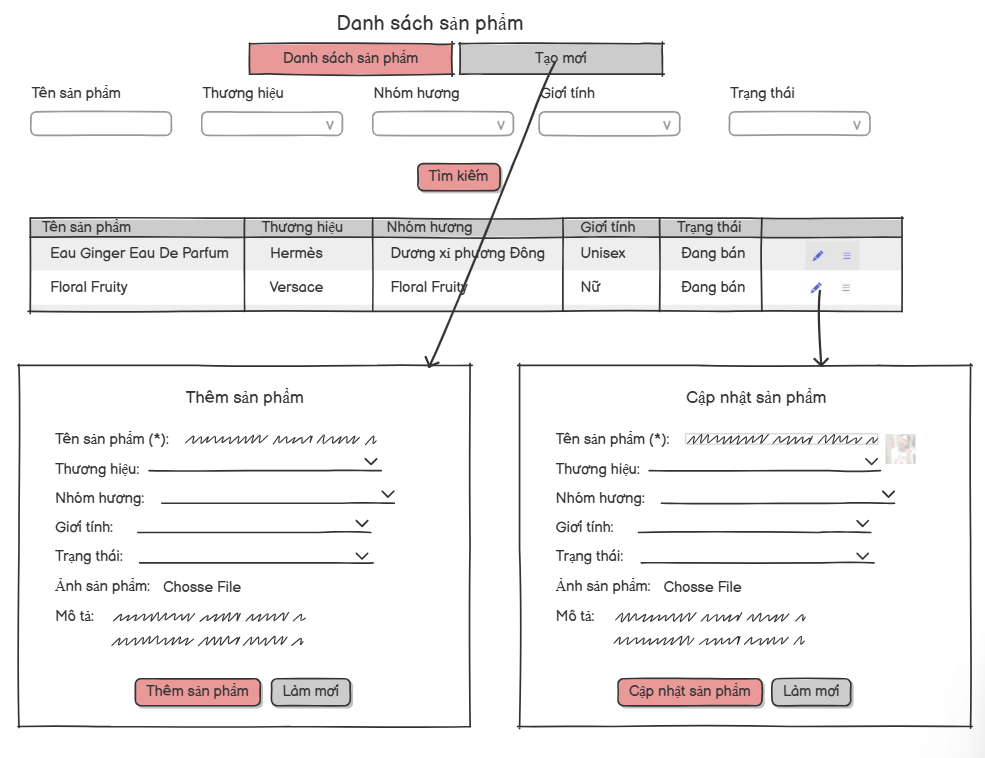 Danh sách sản phẩm
Danh sách sản phẩm Tạo mới
Tên sản phẩm Thương hiệu Nhóm hương Giới tính Trạng thái
Tìm kiếm
Tên sản phẩm Thương hiệu Nhóm hương Giới tính Trạng thái
Eau Ginger Eau De Parfum Hermès Dương xỉ phương Đông Unisex Đang bán
Floral Fruity Versace Floral Fruity Nữ Đang bán
Thêm sản phẩm
Tên sản phẩm (*):
Thương hiệu:
Nhóm hương:
Giới tính:
Trạng thái:
Ảnh sản phẩm: Chosse File
Mô tả:
Thêm sản phẩm Làm mới
Cập nhật sản phẩm
Tên sản phẩm (*):
Thương hiệu:
Nhóm hương:
Giới tính:
Trạng thái:
Ảnh sản phẩm: Chosse File
Mô tả:
Cập nhật sản phẩm Làm mới